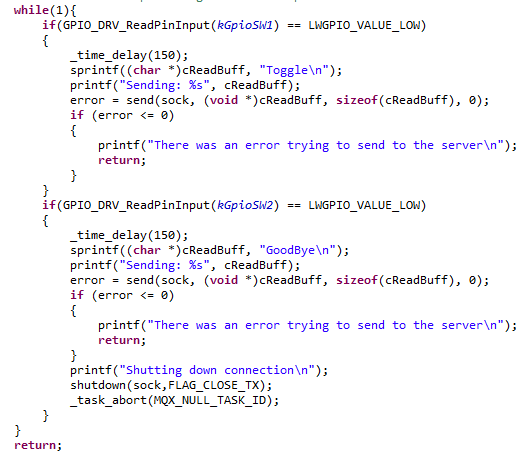 while(1){
    if(GPIO_DRV_ReadPinInput(kGpioSW1) == LWGPIO_VALUE_LOW)
    {
        _time_delay(150);
        sprintf((char *)cReadBuff, "Toggle\n");
        printf("Sending: %s", cReadBuff);
        error = send(sock, (void *)cReadBuff, sizeof(cReadBuff), 0);
        if (error <= 0)
        {
            printf("There was an error trying to send to the server\n");
            return;
        }
    }
    if(GPIO_DRV_ReadPinInput(kGpioSW2) == LWGPIO_VALUE_LOW)
    {
        _time_delay(150);
        sprintf((char *)cReadBuff, "GoodBye\n");
        printf("Sending: %s", cReadBuff);
        error = send(sock, (void *)cReadBuff, sizeof(cReadBuff), 0);
        if (error <= 0)
        {
            printf("There was an error trying to send to the server\n");
            return;
        }
        printf("Shutting down connection\n");
        shutdown(sock,FLAG_CLOSE_TX);
        _task_abort(MQX_NULL_TASK_ID);
    }
}
return;